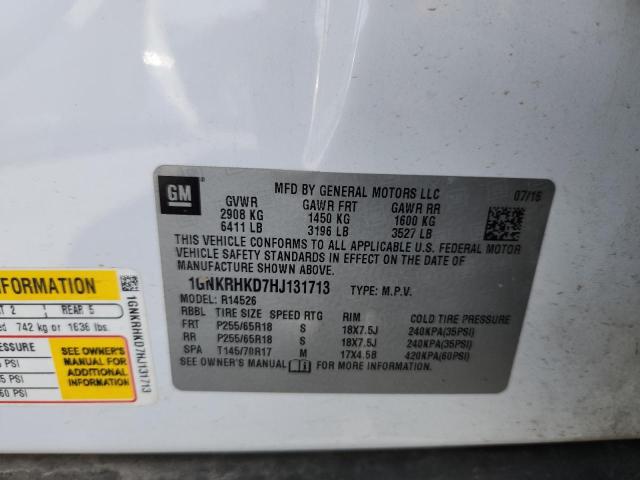 GM
MFD BY GENERAL MOTORS LLC 07/16
GVWR GAWR FRT GAWR RR
2908 KG 1450 KG 1600 KG
6411 LB 3196 LB 3527 LB
THIS VEHICLE CONFORMS TO ALL APPLICABLE U.S. FEDERAL MOTOR
VEHICLE SAFETY
THEFT PREVENTION STANDARDS IN EFFECT ON THE DATE OF
MANUFACTURE SHOWN ABOVE.
1GNKRHKD7HJ131713 TYPE: M.P.V.
MODEL: R14526
RBBL TIRE SIZE SPEED RTG RIM COLD TIRE PRESSURE
FRT P255/65R18 S 18X7.5J 240KPA(35PSI)
RR P255/65R18 S 18X7.5J 240KPA(35PSI)
SPA T145/70R17 M 17X4.5B 420KPA(60PSI)
SEE OWNER'S MANUAL FOR MORE INFORMATION.
FORMATION
2 REAR 5
742 kg or 1636 lbs.
SEE OWNER'S
MANUAL FOR
ADDITIONAL
INFORMATION
PSI
5 PSI
60 PSI
1GNKRHKD7HJ131713